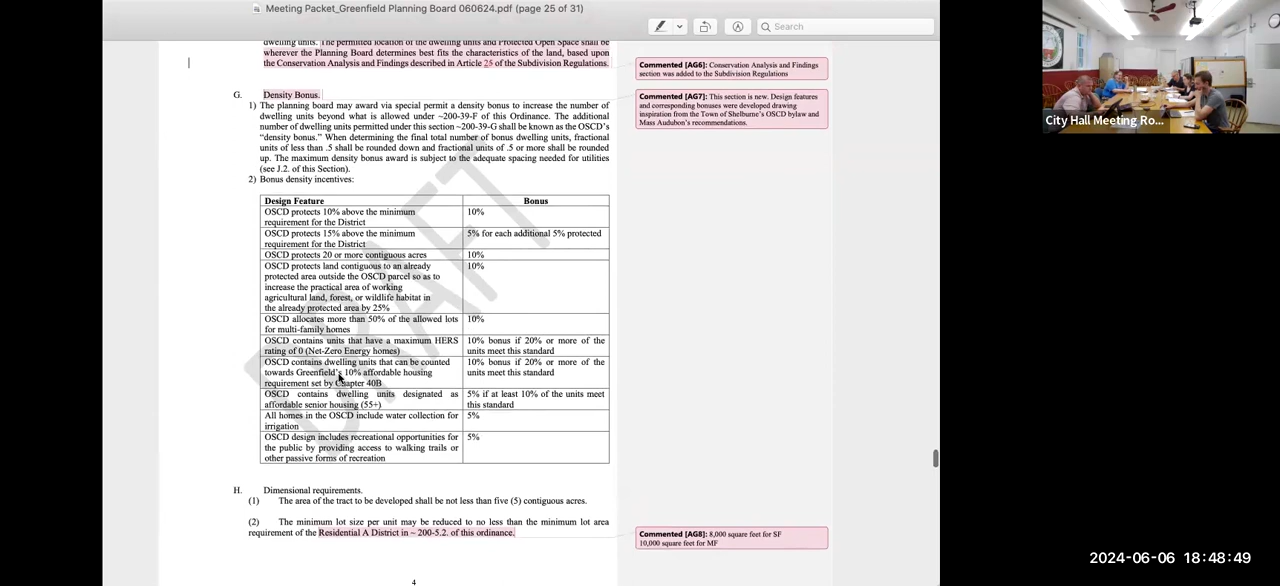 Meeting Packet_Greenfield Planning Board 060624.pdf (page 25 of 31)
Search
dwelling units. The permitted location of the dwelling units and Protected Open Space shall be
wherever the Planning Board determines best fits the characteristics of the land, based upon
the Conservation Analysis and Findings described in Article 25 of the Subdivision Regulations.
Commented [AG6]: Conservation Analysis and Findings
section was added to the Subdivision Regulations
G. Density Bonus.
Commented [AG7]: This section is new. Design features
and corresponding bonuses were developed drawing
inspiration from the Town of Shelburne's OSCD bylaw and
Mass Audubon's recommendations.
1) The planning board may award via special permit a density bonus to increase the number of
dwelling units beyond what is allowed under ~200-39-F of this Ordinance. The additional
number of dwelling units permitted under this section ~200-39-G shall be known as the OSCD's
"density bonus." When determining the final total number of bonus dwelling units, fractional
units of less than .5 shall be rounded down and fractional units of .5 or more shall be rounded
up. The maximum density bonus award is subject to the adequate spacing needed for utilities
(see J.2. of this Section).
2) Bonus density incentives:
Design Feature Bonus
OSCD protects 10% above the minimum 10%
requirement for the District
OSCD protects 15% above the minimum 5% for each additional 5% protected
requirement for the District
OSCD protects 20 or more contiguous acres 10%
OSCD protects land contiguous to an already 10%
protected area outside the OSCD parcel so as to
increase the practical area of working
agricultural land, forest, or wildlife habitat in
the already protected area by 25%
OSCD allocates more than 50% of the allowed lots 10%
for multi-family homes
OSCD contains units that have a maximum HERS 10% bonus if 20% or more of the
rating of 0 (Net-Zero Energy homes) units meet this standard
OSCD contains dwelling units that can be counted 10% bonus if 20% or more of the
towards Greenfield's 10% affordable housing units meet this standard
requirement set by Chapter 40B
OSCD contains dwelling units designated as 5% if at least 10% of the units meet
affordable senior housing (55+) this standard
All homes in the OSCD include water collection for 5%
irrigation
OSCD design includes recreational opportunities for 5%
the public by providing access to walking trails or
other passive forms of recreation
DRAFT
H. Dimensional requirements.
(1) The area of the tract to be developed shall be not less than five (5) contiguous acres.
(2) The minimum lot size per unit may be reduced to no less than the minimum lot area
requirement of the Residential A District in ~ 200-5.2. of this ordinance.
Commented [AG8]: 8,000 square feet for SF
10,000 square feet for MF
4
City Hall Meeting Ro...
2024-06-06 18:48:49